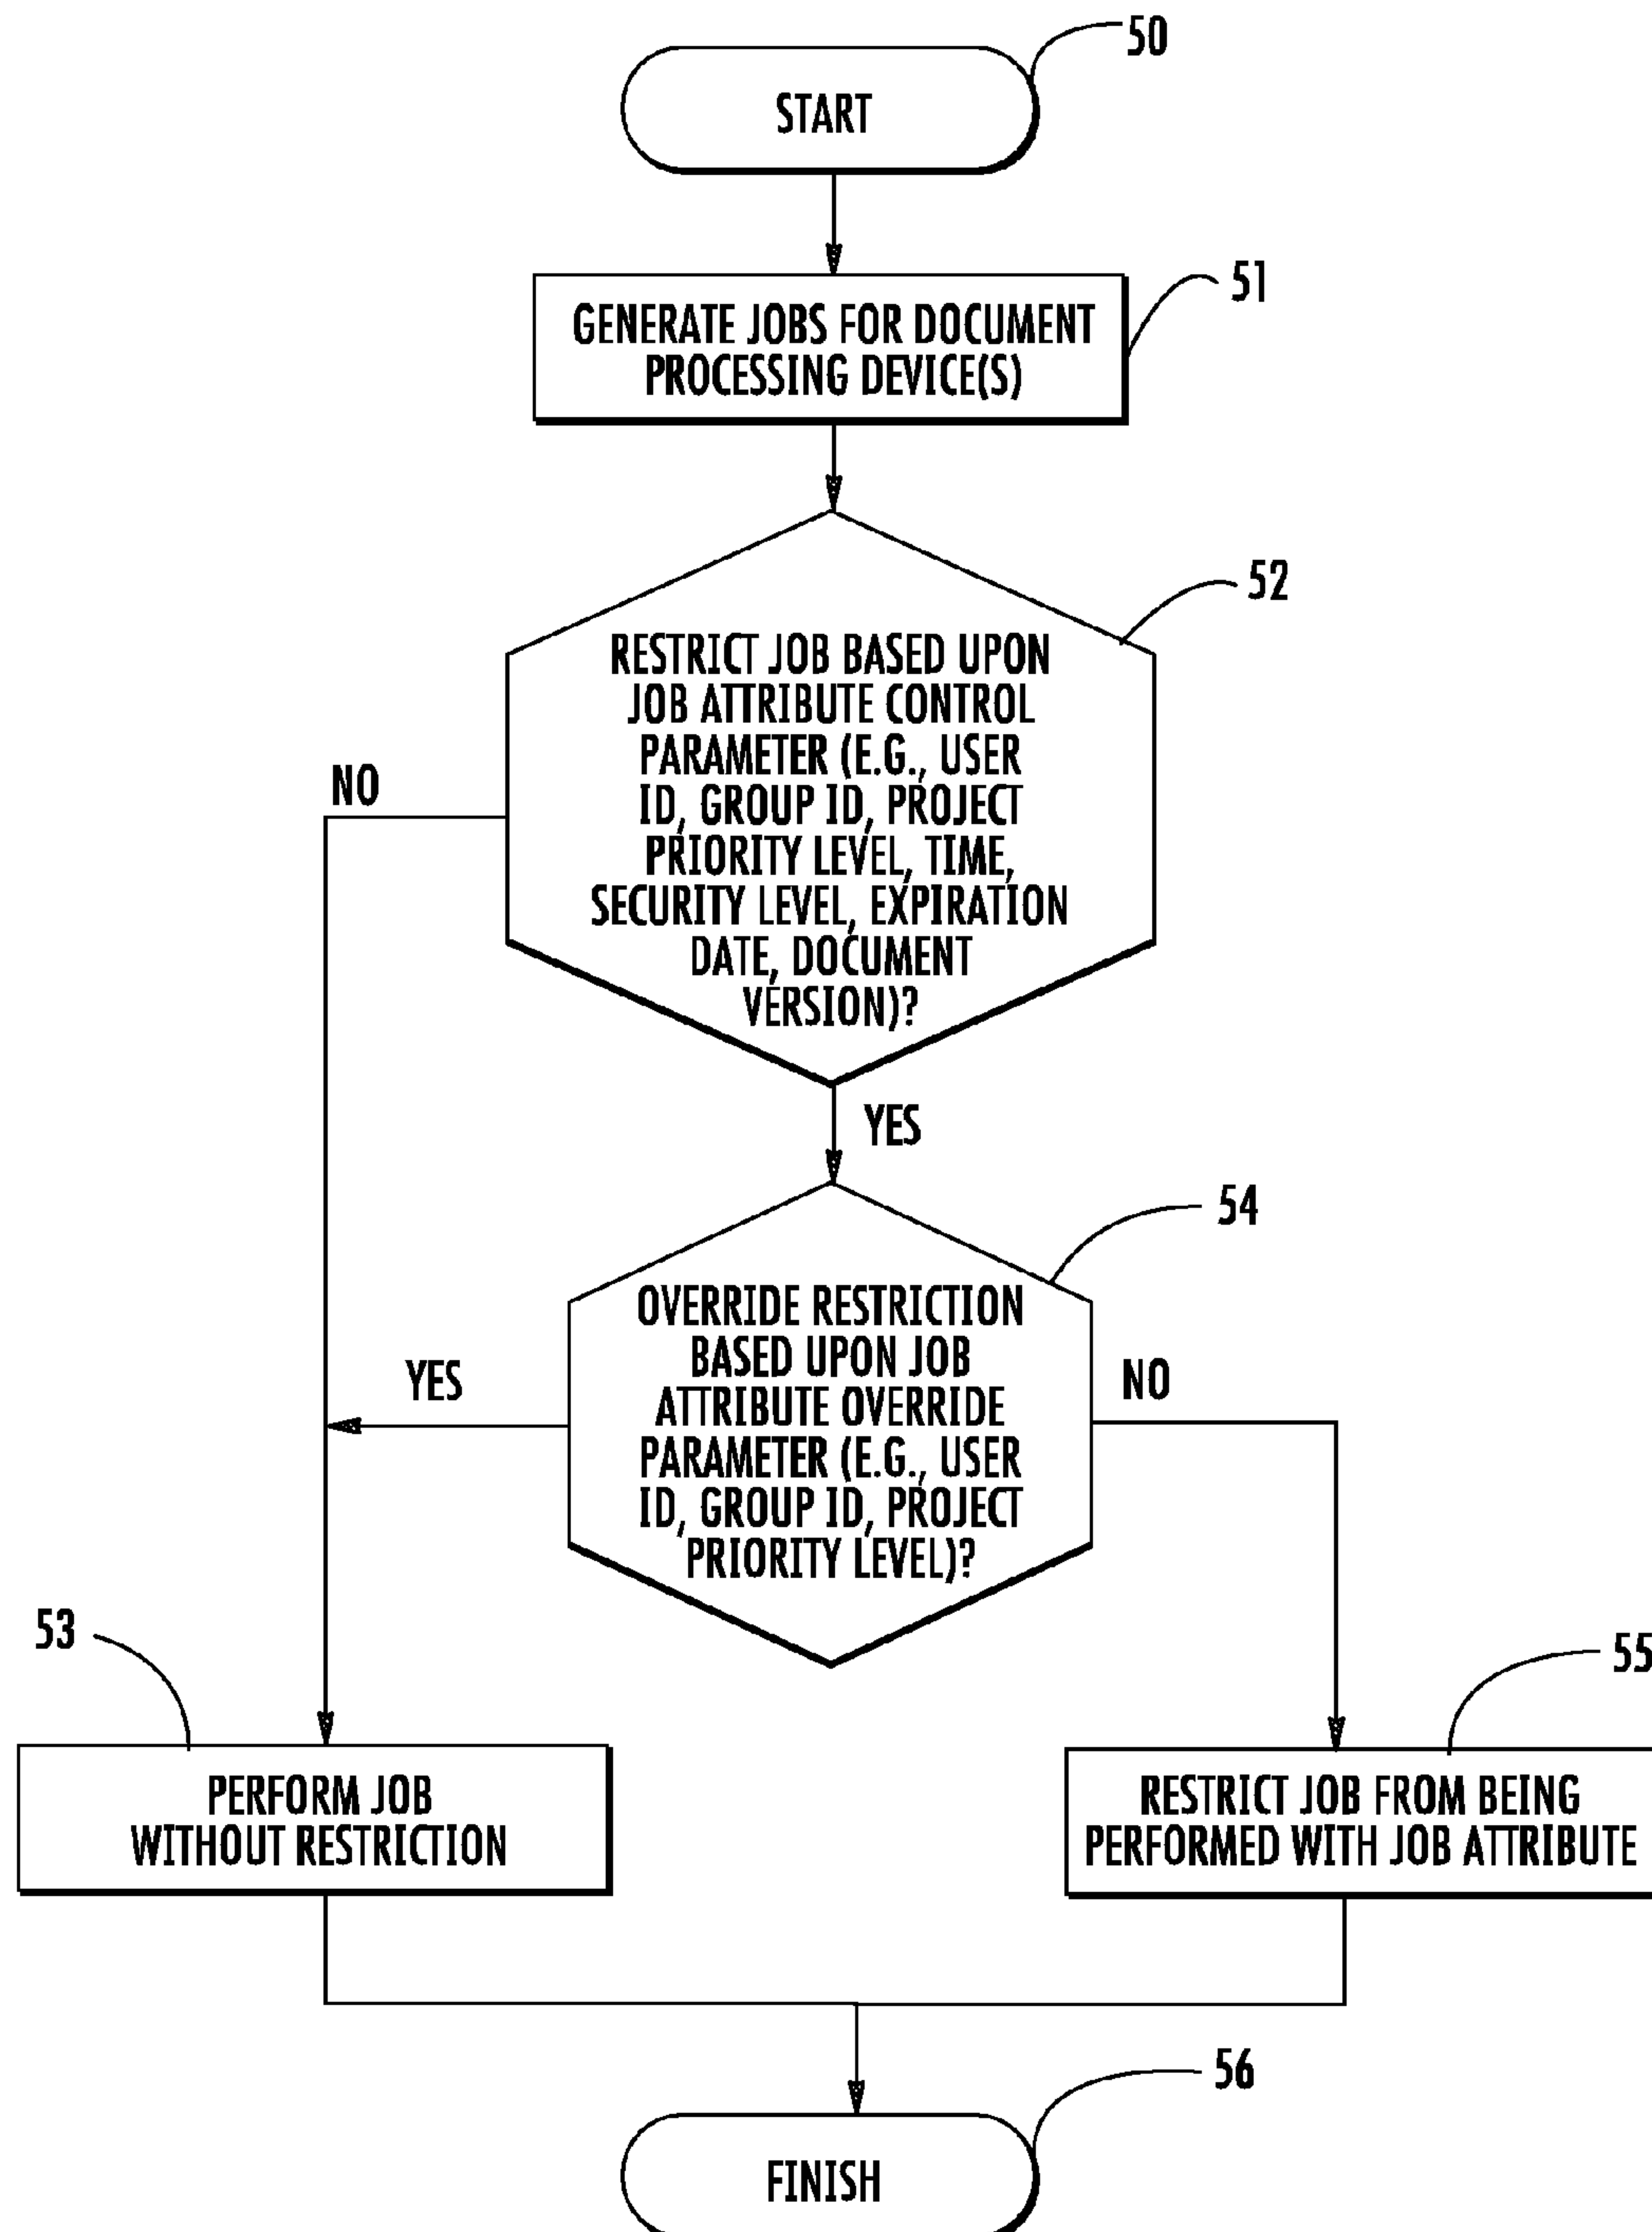 50
START
51
GENERATE JOBS FOR DOCUMENT
PROCESSING DEVICE(S)
52
RESTRICT JOB BASED UPON
JOB ATTRIBUTE CONTROL
PARAMETER (E.G., USER
ID, GROUP ID, PROJECT
PRIORITY LEVEL, TIME,
SECURITY LEVEL, EXPIRATION
DATE, DOCUMENT
VERSION)?
NO
YES
54
OVERRIDE RESTRICTION
BASED UPON JOB
ATTRIBUTE OVERRIDE
PARAMETER (E.G., USER
ID, GROUP ID, PROJECT
PRIORITY LEVEL)?
YES
NO
53
PERFORM JOB
WITHOUT RESTRICTION
55
RESTRICT JOB FROM BEING
PERFORMED WITH JOB ATTRIBUTE
56
FINISH